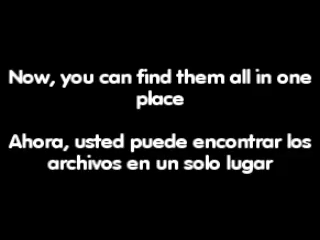 Now, you can find them all in one
place
Ahora, usted puede encontrar los
archivos en un solo lugar